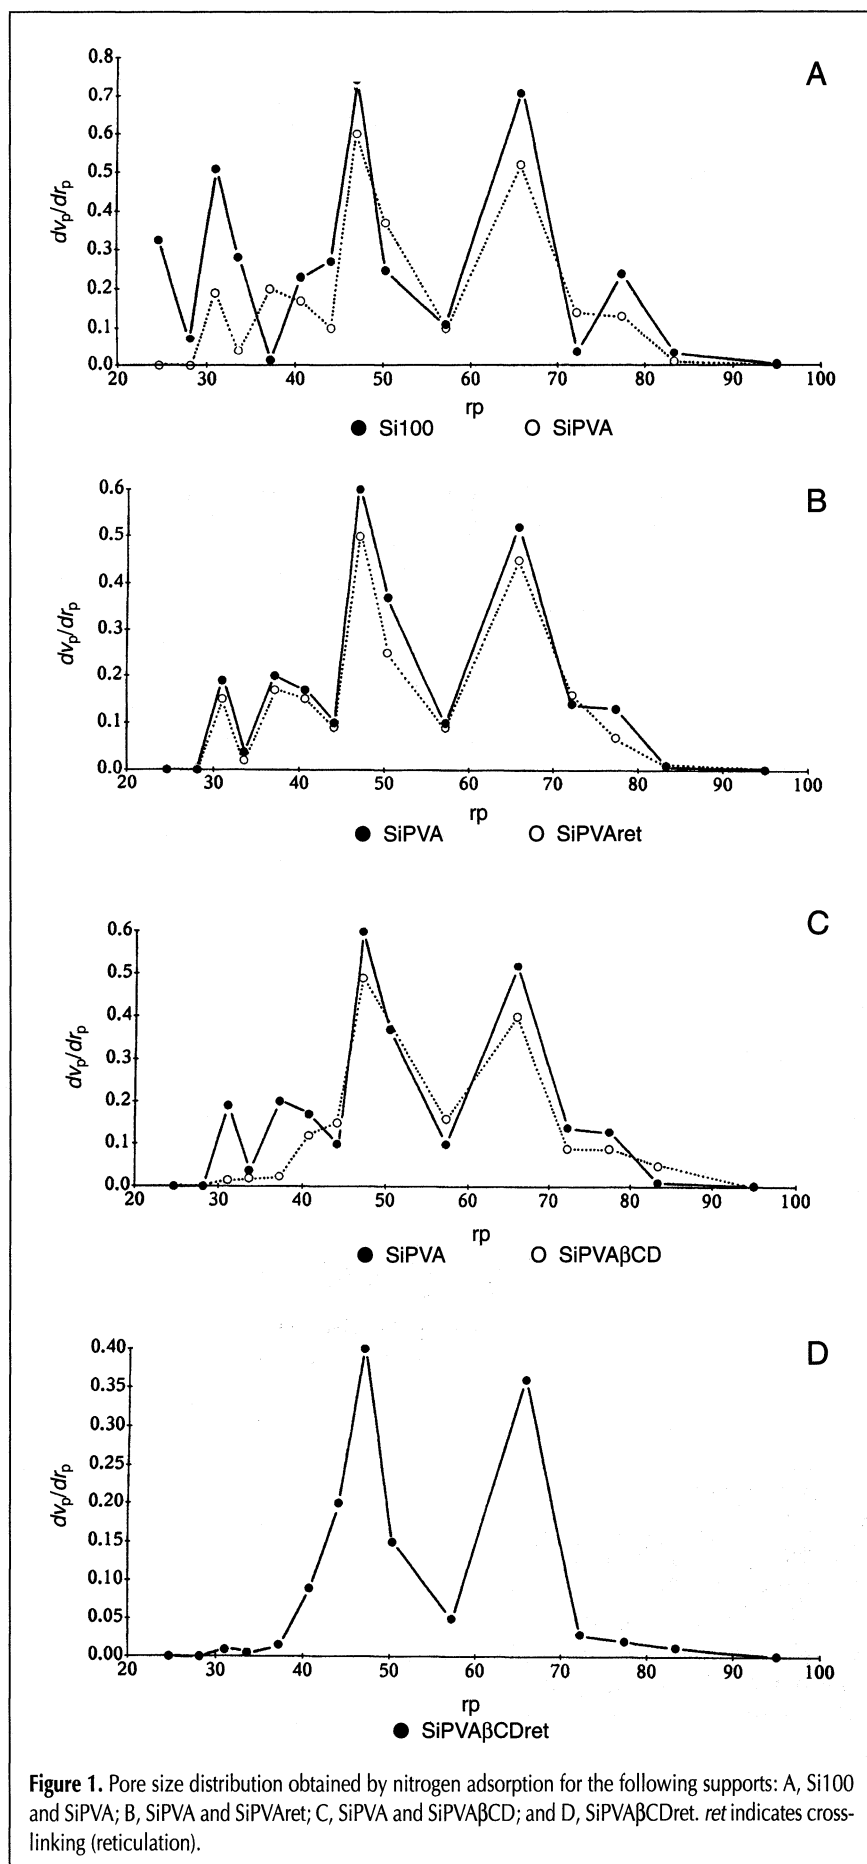 A
dvp/drp
0.8
0.7
0.6
0.5
0.4
0.3
0.2
0.1
0.0
20 30 40 50 60 70 80 90 100
rp
● Si100 ○ SiPVA
B
dvp/drp
0.6
0.5
0.4
0.3
0.2
0.1
0.0
20 30 40 50 60 70 80 90 100
rp
● SiPVA ○ SiPVAret
C
dvp/drp
0.6
0.5
0.4
0.3
0.2
0.1
0.0
20 30 40 50 60 70 80 90 100
rp
● SiPVA ○ SiPVAβCD
D
dvp/drp
0.40
0.35
0.30
0.25
0.20
0.15
0.10
0.05
0.00
20 30 40 50 60 70 80 90 100
rp
● SiPVAβCDret
Figure 1. Pore size distribution obtained by nitrogen adsorption for the following supports: A, Si100
and SiPVA; B, SiPVA and SiPVAret; C, SiPVA and SiPVAβCD; and D, SiPVAβCDret. ret indicates cross-
linking (reticulation).